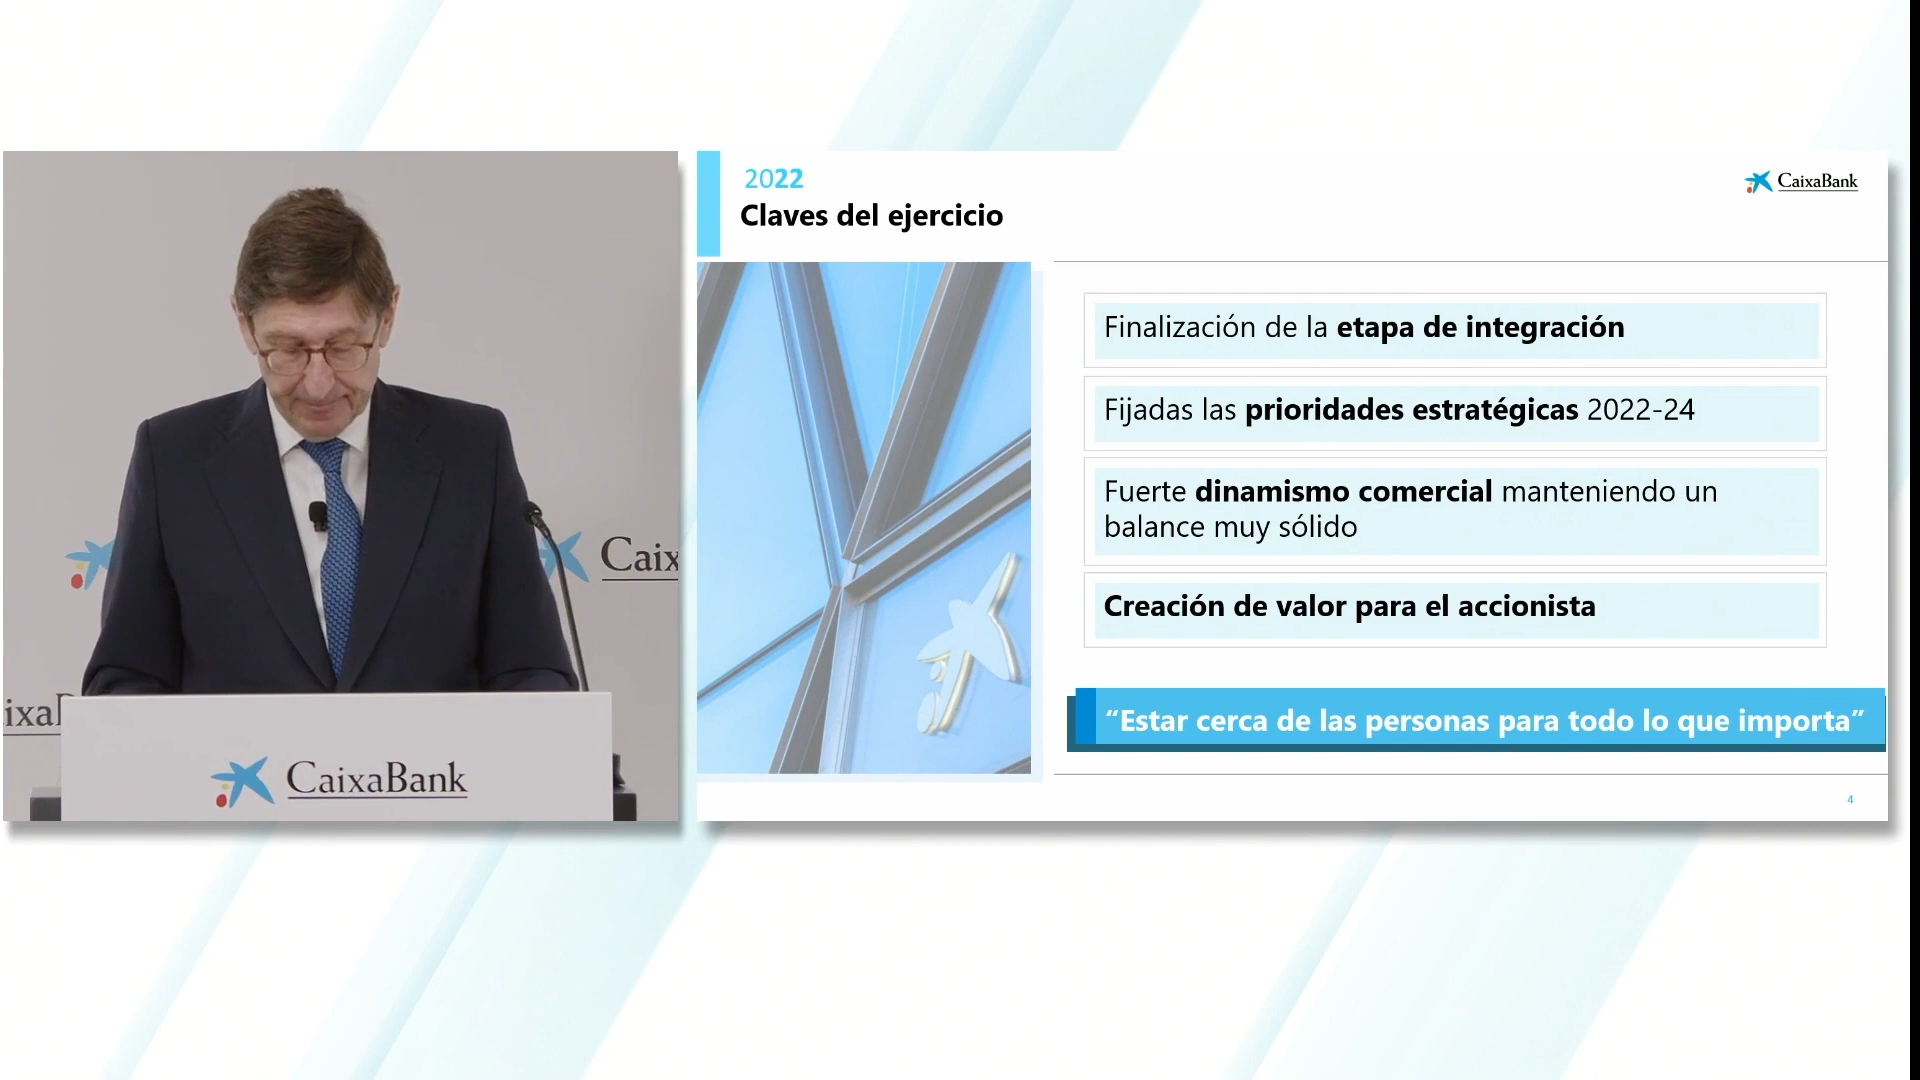 2022
Claves del ejercicio
CaixaBank
Finalización de la etapa de integración
Fijadas las prioridades estratégicas 2022-24
Fuerte dinamismo comercial manteniendo un
balance muy sólido
Creación de valor para el accionista
“Estar cerca de las personas para todo lo que importa”
4
Caix
ixaB
CaixaBank